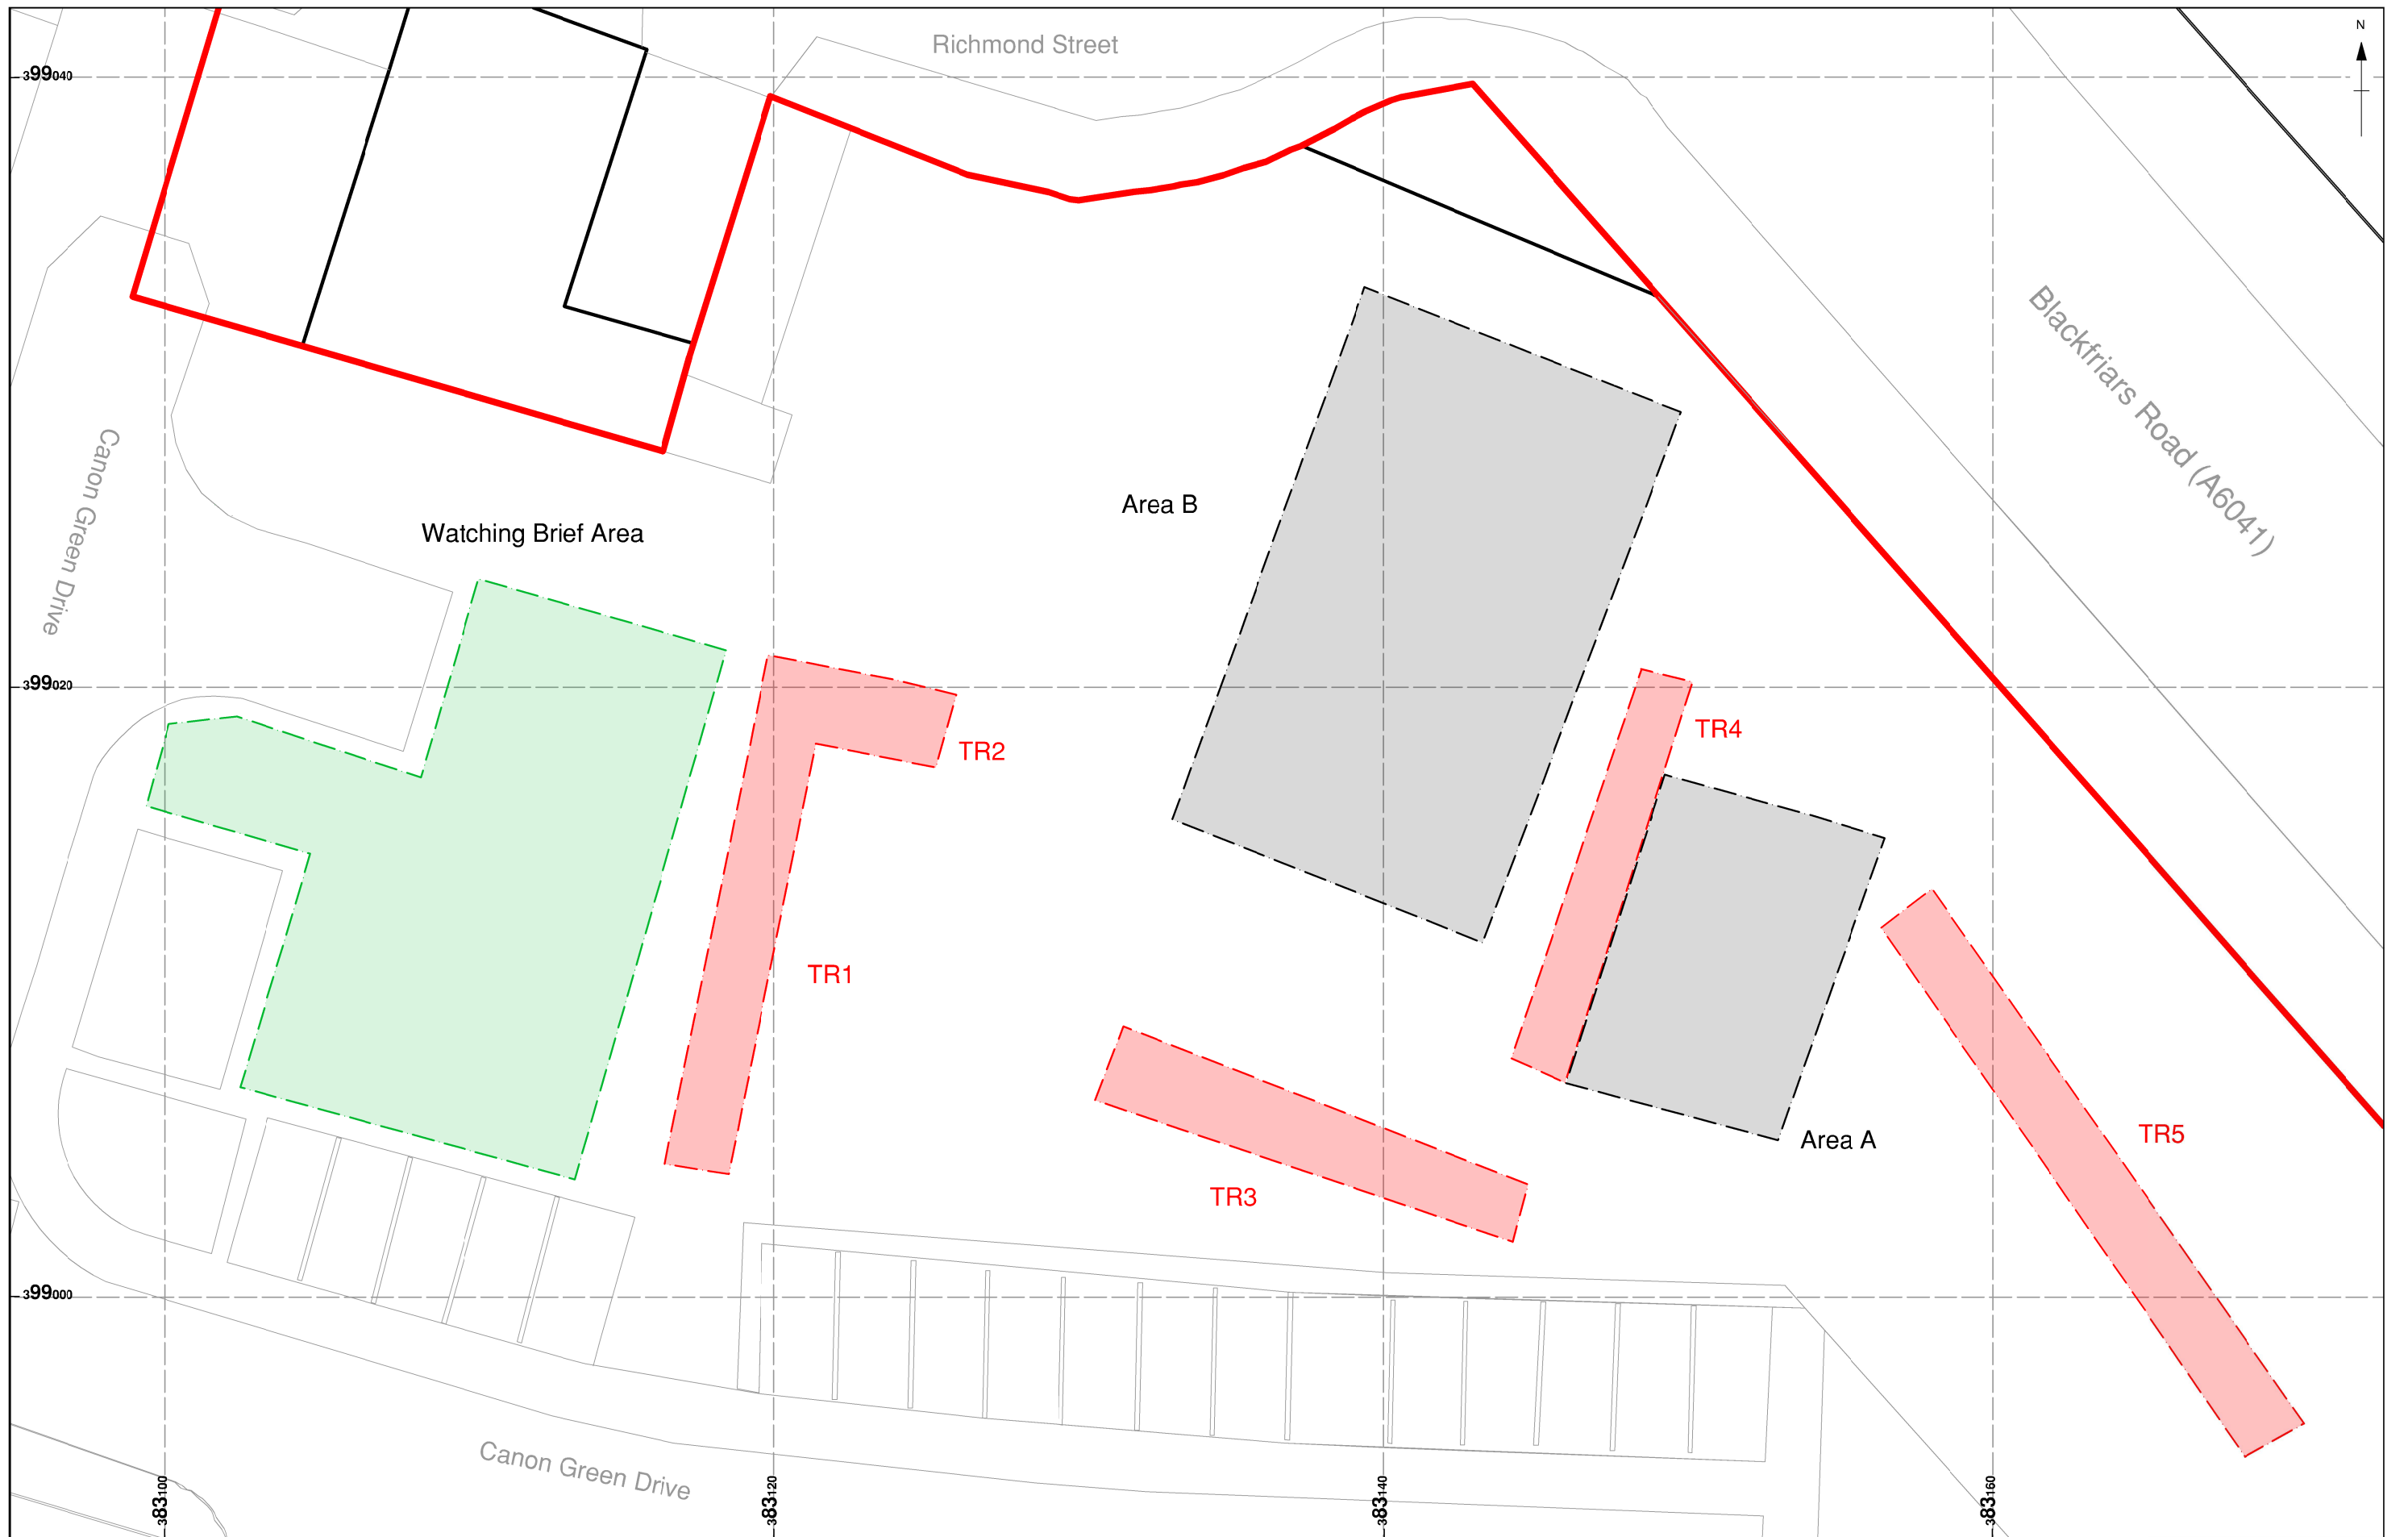 Richmond Street
N
399040
Blackfriars Road (A6041)
Canon Green Drive
Area B
Watching Brief Area
399020
TR4
TR2
TR1
TR5
Area A
TR3
399000
Canon Green Drive
383100
383120
383140
383160